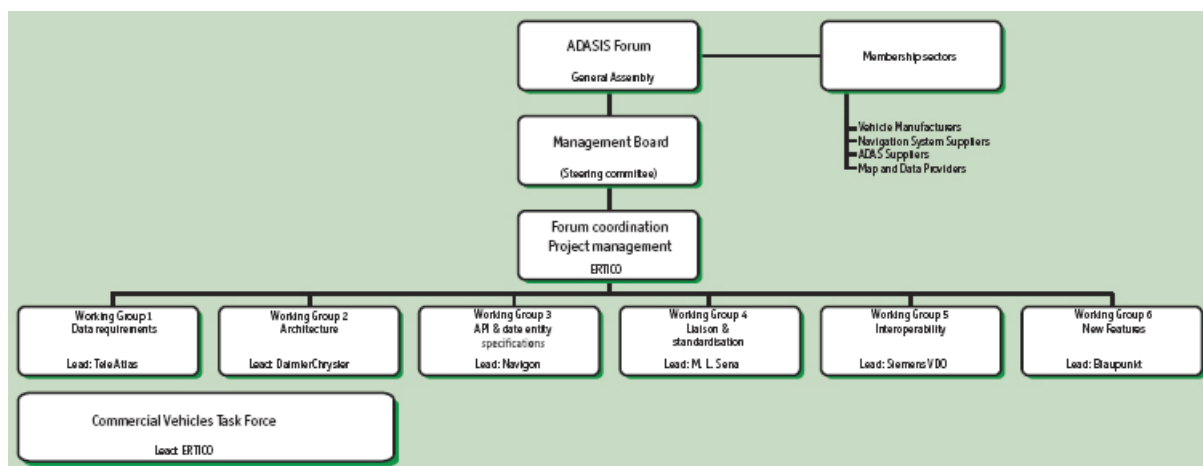 ADASIS Forum
General Assembly
Membership sectors
Vehicle Manufacturers
Navigation System Suppliers
ADAS Suppliers
Map and Data Providers
Management Board
(Steering committee)
Forum coordination
Project management
ERTICO
Working Group 1
Data requirements
Lead: Tele Atlas
Working Group 2
Architecture
Lead: DaimlerChrysler
Working Group 3
API & date entity
specifications
Lead: Navigon
Working Group 4
Liaison &
standardisation
Lead: M. L. Sena
Working Group 5
Interoperability
Lead: Siemens VDO
Working Group 6
New Features
Lead: Blaupunkt
Commercial Vehicles Task Force
Lead: ERTICO